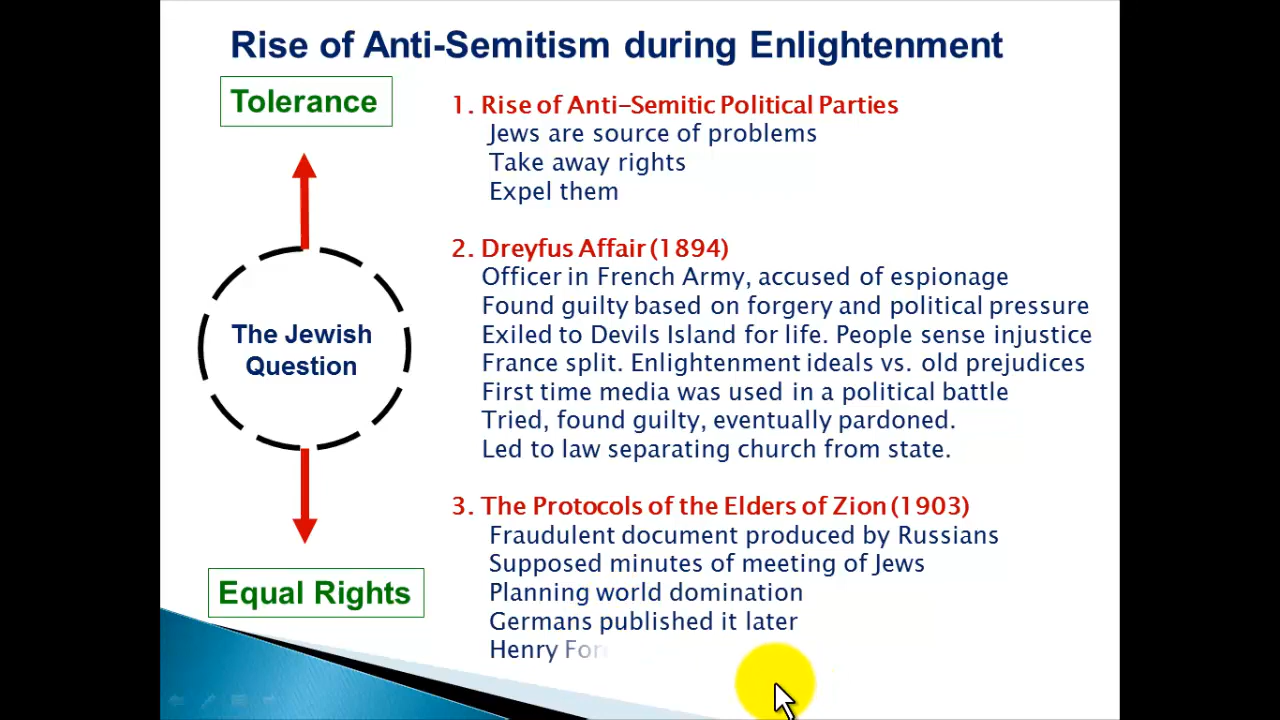 Rise of Anti-Semitism during Enlightenment
Tolerance
The Jewish
Question
Equal Rights
1. Rise of Anti-Semitic Political Parties
Jews are source of problems
Take away rights
Expel them
2. Dreyfus Affair (1894)
Officer in French Army, accused of espionage
Found guilty based on forgery and political pressure
Exiled to Devils Island for life. People sense injustice
France split. Enlightenment ideals vs. old prejudices
First time media was used in a political battle
Tried, found guilty, eventually pardoned.
Led to law separating church from state.
3. The Protocols of the Elders of Zion (1903)
Fraudulent document produced by Russians
Supposed minutes of meeting of Jews
Planning world domination
Germans published it later
Henry